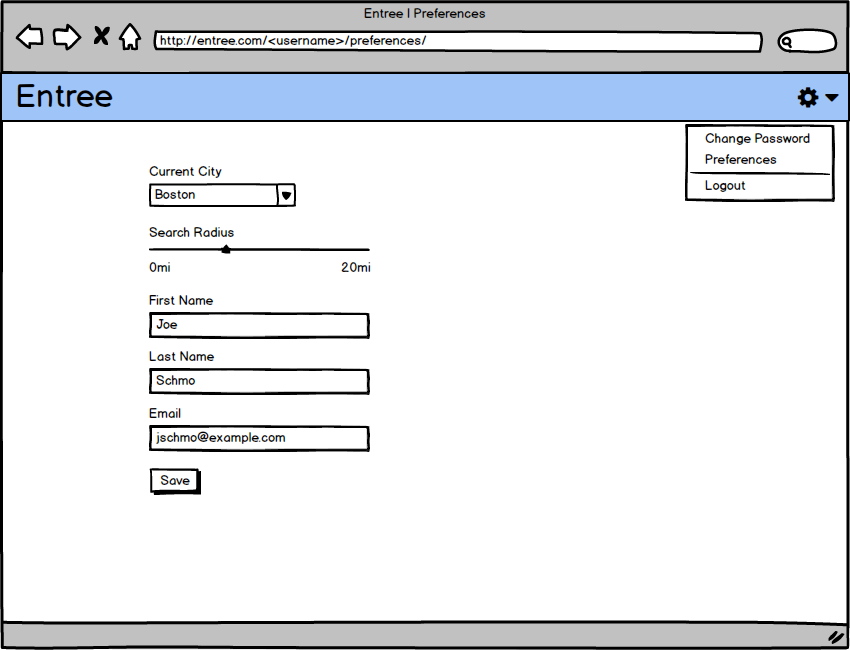 Entree | Preferences
http://entree.com/<username>/preferences/
Entree
Change Password
Preferences
Logout
Current City
Boston
Search Radius
0mi 20mi
First Name
Joe
Last Name
Schmo
Email
jschmo@example.com
Save